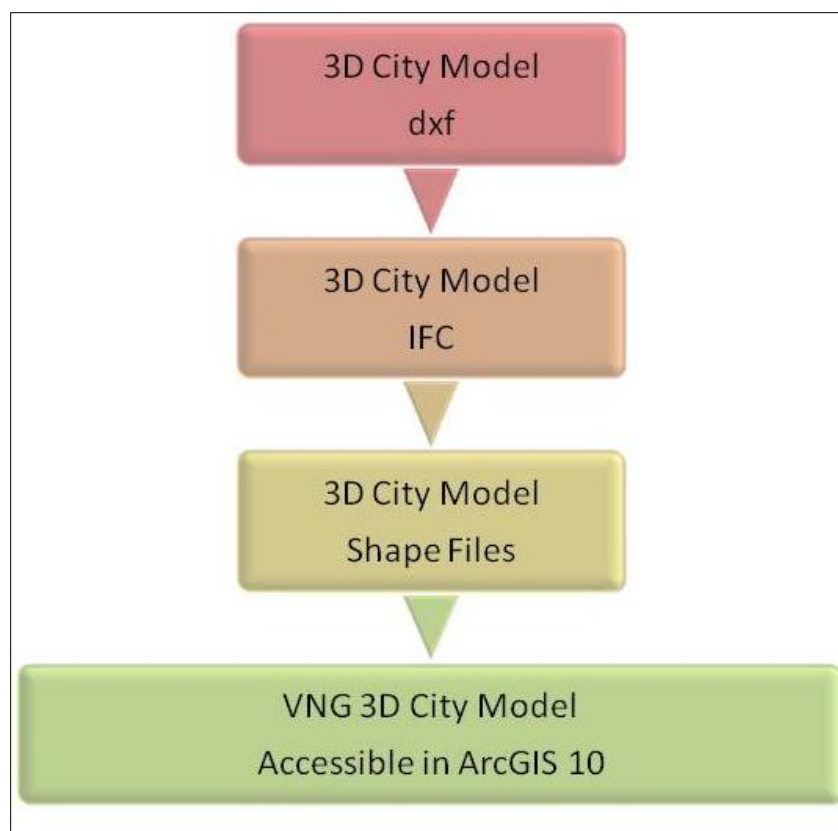 3D City Model
dxf
3D City Model
IFC
3D City Model
Shape Files
VNG 3D City Model
Accessible in ArcGIS 10